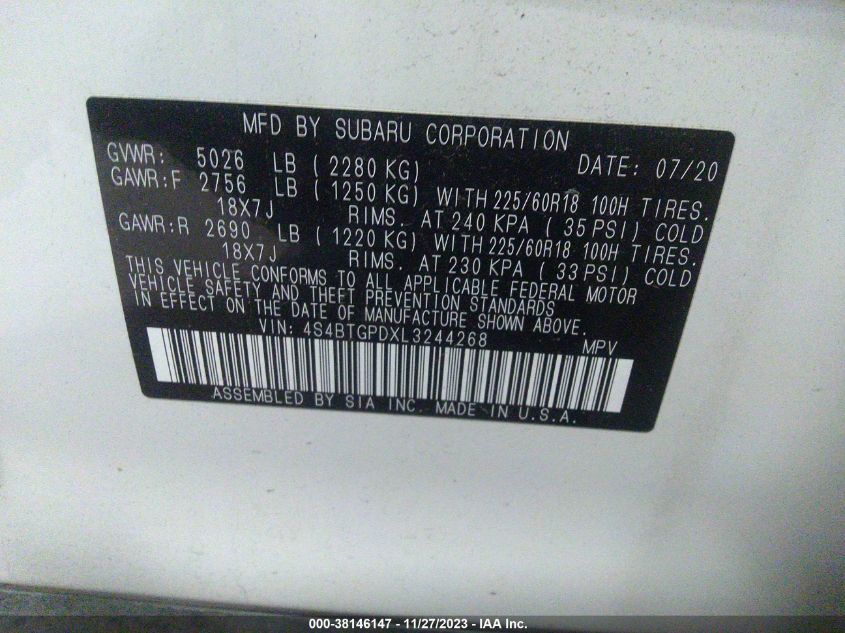 MFD BY SUBARU CORPORATION
GVWR: 5026 LB ( 2280 KG) DATE: 07/20
GAWR:F 2756 LB ( 1250 KG) WITH 225/60R18 100H TIRES.
18X7J RIMS. AT 240 KPA ( 35 PSI) COLD
GAWR:R 2690 LB ( 1220 KG) WITH 225/60R18 100H TIRES.
18X7J RIMS. AT 230 KPA ( 33 PSI) COLD
THIS VEHICLE CONFORMS TO ALL APPLICABLE FEDERAL MOTOR
VEHICLE SAFETY AND THEFT PREVENTION STANDARDS
IN EFFECT ON THE DATE OF MANUFACTURE SHOWN ABOVE.
VIN: 4S4BTGPDXL3244268 MPV
ASSEMBLED BY SIA INC. MADE IN U.S.A.
000-38146147 - 11/27/2023 - IAA Inc.